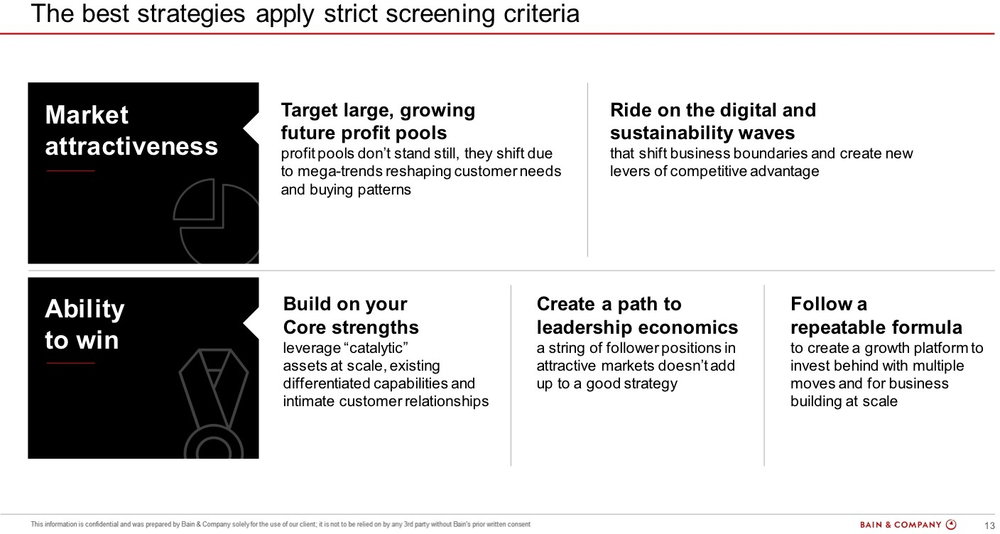 The best strategies apply strict screening criteria
Market
attractiveness
Target large, growing
future profit pools
profit pools don’t stand still, they shift due
to mega-trends reshaping customer needs
and buying patterns
Ride on the digital and
sustainability waves
that shift business boundaries and create new
levers of competitive advantage
Ability
to win
Build on your
Core strengths
leverage “catalytic”
assets at scale, existing
differentiated capabilities and
intimate customer relationships
Create a path to
leadership economics
a string of follower positions in
attractive markets doesn’t add
up to a good strategy
Follow a
repeatable formula
to create a growth platform to
invest behind with multiple
moves and for business
building at scale
This information is confidential and was prepared by Bain & Company solely for the use of our client; it is not to be relied on by any 3rd party without Bain's prior written consent
BAIN & COMPANY
13